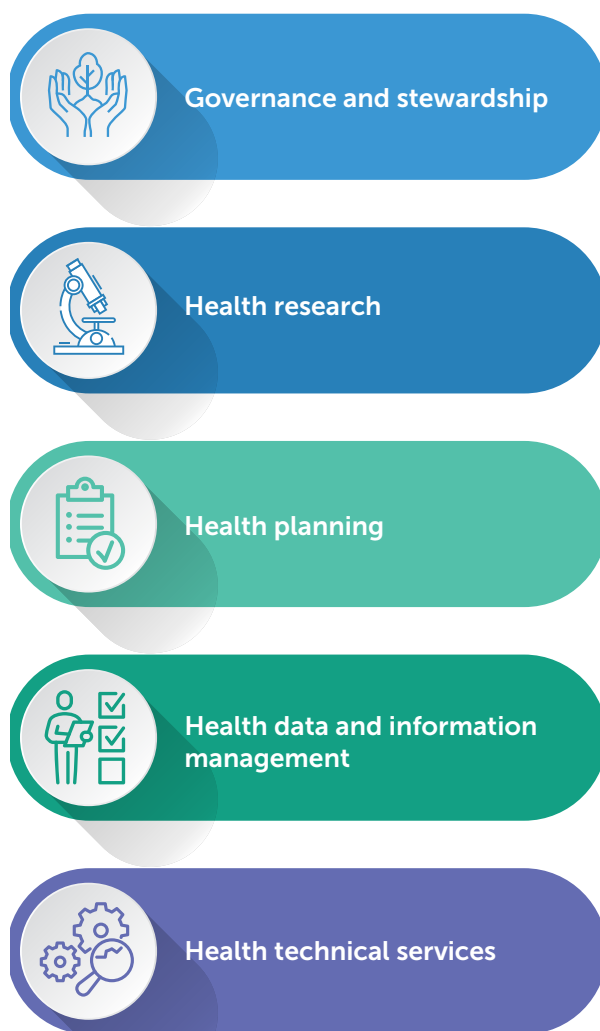 Governance and stewardship
Health research
Health planning
Health data and information
management
Health technical services